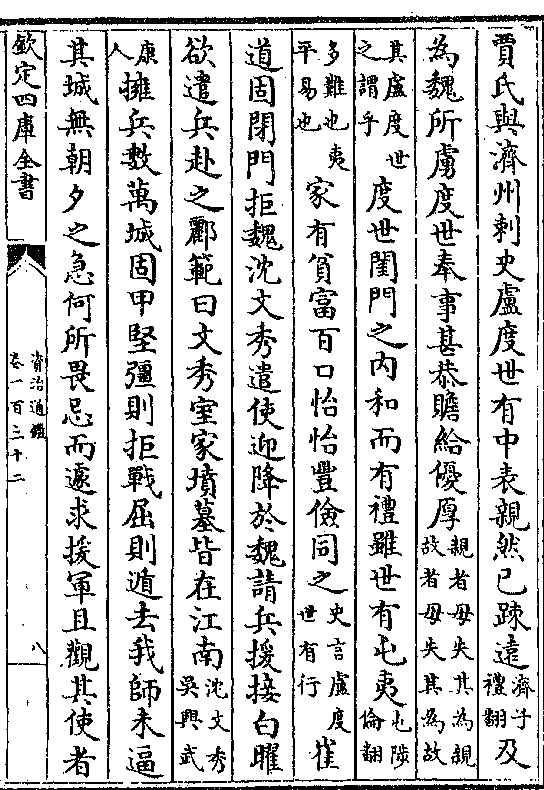 賈氏與濟州刺史盧度世有中表親然已疎遠濟子禮翻及
為魏所虜度世奉事甚恭贍給優厚親者毋失其為親故者毋失其為故
其盧度世之謂乎度世閨門之內和而有禮雖世有屯夷屯陟倫翻
多難也夷平易也家有貧富百口怡怡豐儉同之史言盧度世有行崔
道固閉門拒魏沈文秀遣使迎降於魏請兵援接白曜
欲遣兵赴之酈範曰文秀室家墳墓皆在江南沈文秀吳興武
康人擁兵數萬城固甲堅彊則拒戰屈則遁去我師未逼
其城無朝夕之急何所畏忌而遽求援軍且觀其使者
欽定四庫全書
資治通鑑
卷一百三十二
八